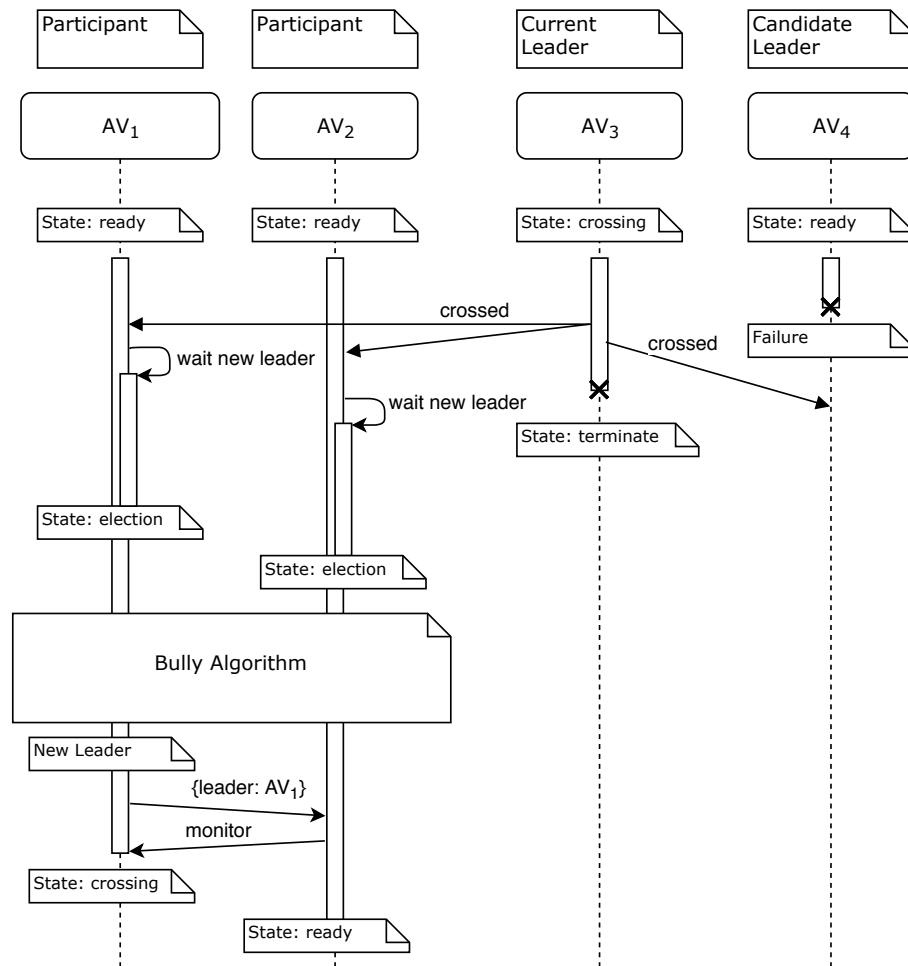 Participant
Participant
Current
Leader
Candidate
Leader
AV1
AV2
AV3
AV4
State: ready
State: ready
State: crossing
State: ready
crossed
crossed
Failure
wait new leader
wait new leader
State: terminate
State: election
State: election
Bully Algorithm
New Leader
{leader: AV1}
monitor
State: crossing
State: ready